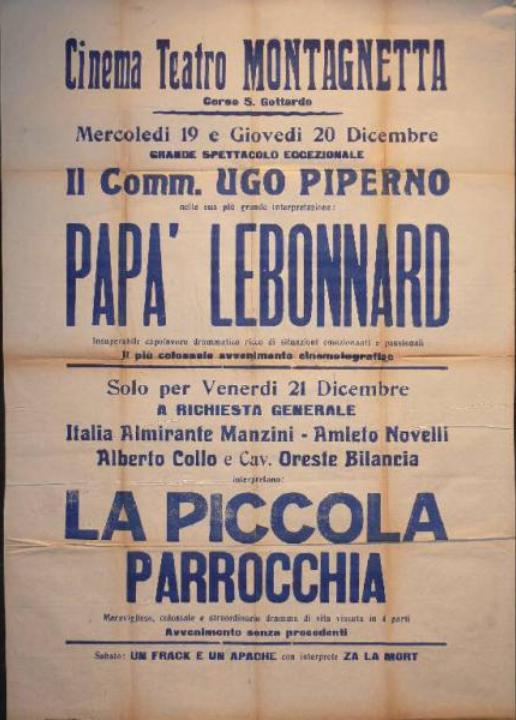 Cinema Teatro MONTAGNETTA
Corso S. Gottardo
Mercoledi 19 e Giovedi 20 Dicembre
GRANDE SPETTACOLO ECCEZIONALE
Il Comm. UGO PIPERNO
nella sua più grande interpretazione:
PAPA' LEBONNARD
Insuperabile capolavoro drammatico ricco di situazioni emozionanti e passionali
Il più colossale avvenimento cinematografico
Solo per Venerdi 21 Dicembre
A RICHIESTA GENERALE
Italia Almirante Manzini - Amleto Novelli
Alberto Collo e Cav. Oreste Bilancia
interpretano:
LA PICCOLA
PARROCCHIA
Meraviglioso, colossale e straordinario dramma di vita vissuta in 4 parti
Avvenimento senza precedenti
Sabato: UN FRACK E UN APACHE con interprete ZA LA MORT